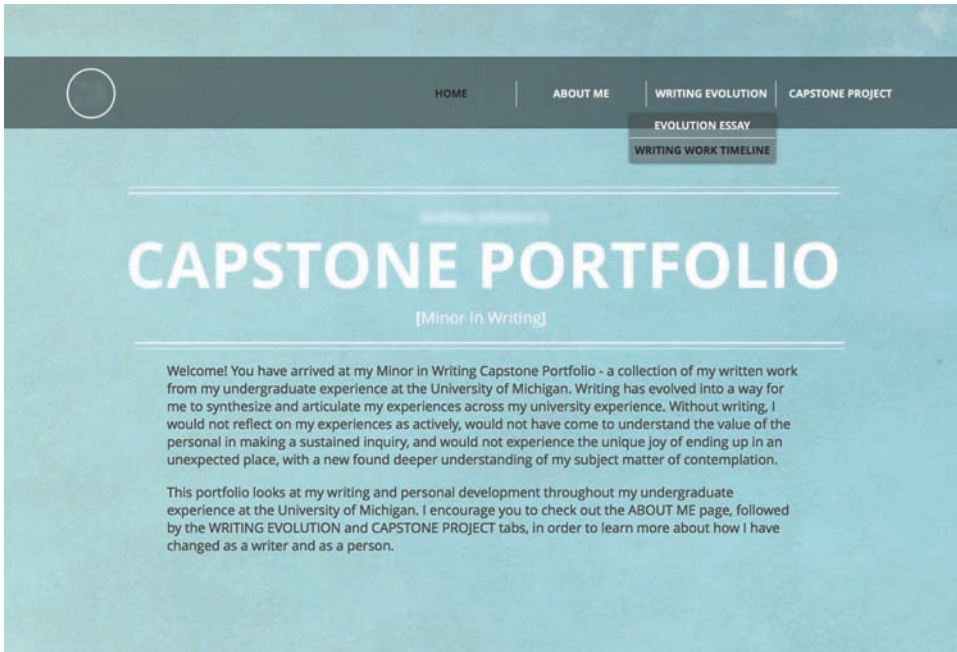 HOME
ABOUT ME
WRITING EVOLUTION
CAPSTONE PROJECT
EVOLUTION ESSAY
WRITING WORK TIMELINE
CAPSTONE PORTFOLIO
[Minor in Writing]
Welcome! You have arrived at my Minor in Writing Capstone Portfolio - a collection of my written work
from my undergraduate experience at the University of Michigan. Writing has evolved into a way for
me to synthesize and articulate my experiences across my university experience. Without writing, I
would not reflect on my experiences as actively, would not have come to understand the value of the
personal in making a sustained inquiry, and would not experience the unique joy of ending up in an
unexpected place, with a new found deeper understanding of my subject matter of contemplation.
This portfolio looks at my writing and personal development throughout my undergraduate
experience at the University of Michigan. I encourage you to check out the ABOUT ME page, followed
by the WRITING EVOLUTION and CAPSTONE PROJECT tabs, in order to learn more about how I have
changed as a writer and as a person.